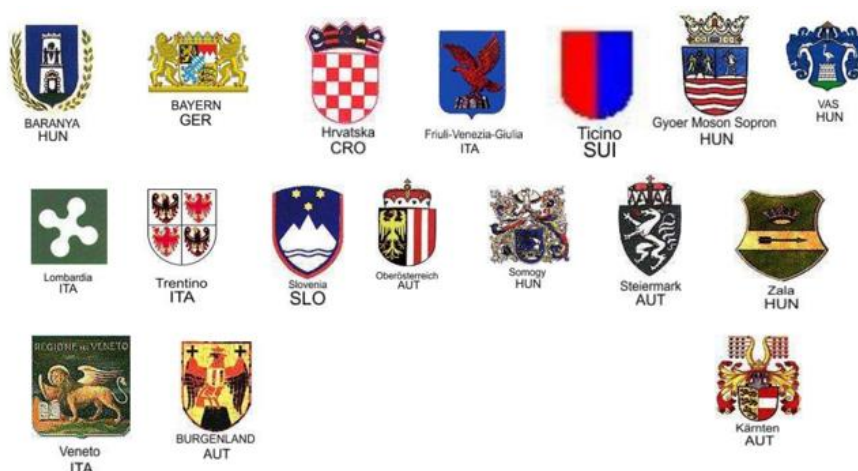 BARANYA
HUN
BAYERN
GER
Hrvatska
CRO
Friuli-Venezia-Giulia
ITA
Ticino
SUI
Gyoer Moson Sopron
HUN
VAS
HUN
Lombardia
ITA
Trentino
ITA
Slovenia
SLO
Oberösterreich
AUT
Somogy
HUN
Steiermark
AUT
Zala
HUN
REGIONE DEL VENETO
Veneto
ITA
BURGENLAND
AUT
Kärnten
AUT